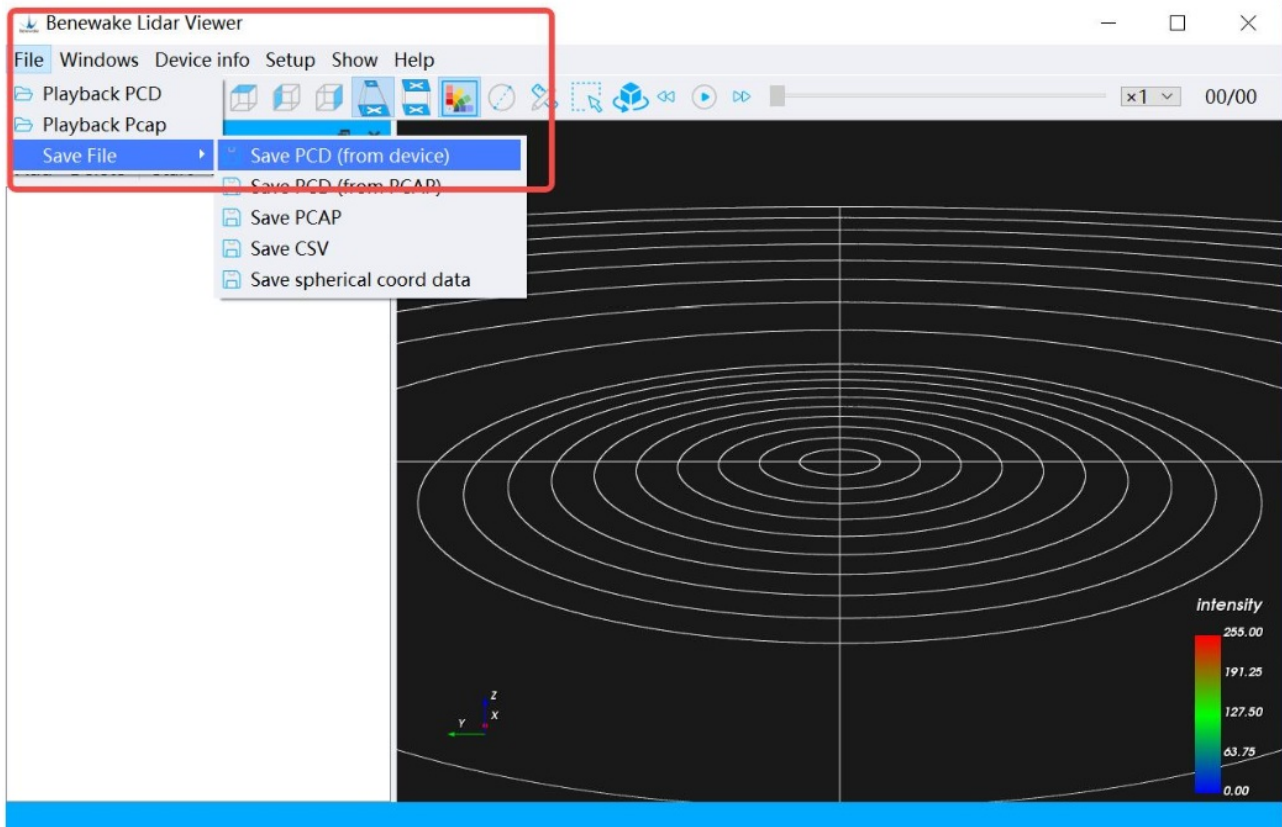 Benewake Lidar Viewer
File Windows Device info Setup Show Help
Playback PCD
×1 00/00
Playback Pcap
Save File Save PCD (from device)
Save PCD (from PCAP)
Save PCAP
Save CSV
Save spherical coord data
intensity
255.00
191.25
127.50
63.75
0.00
Z
X
Y